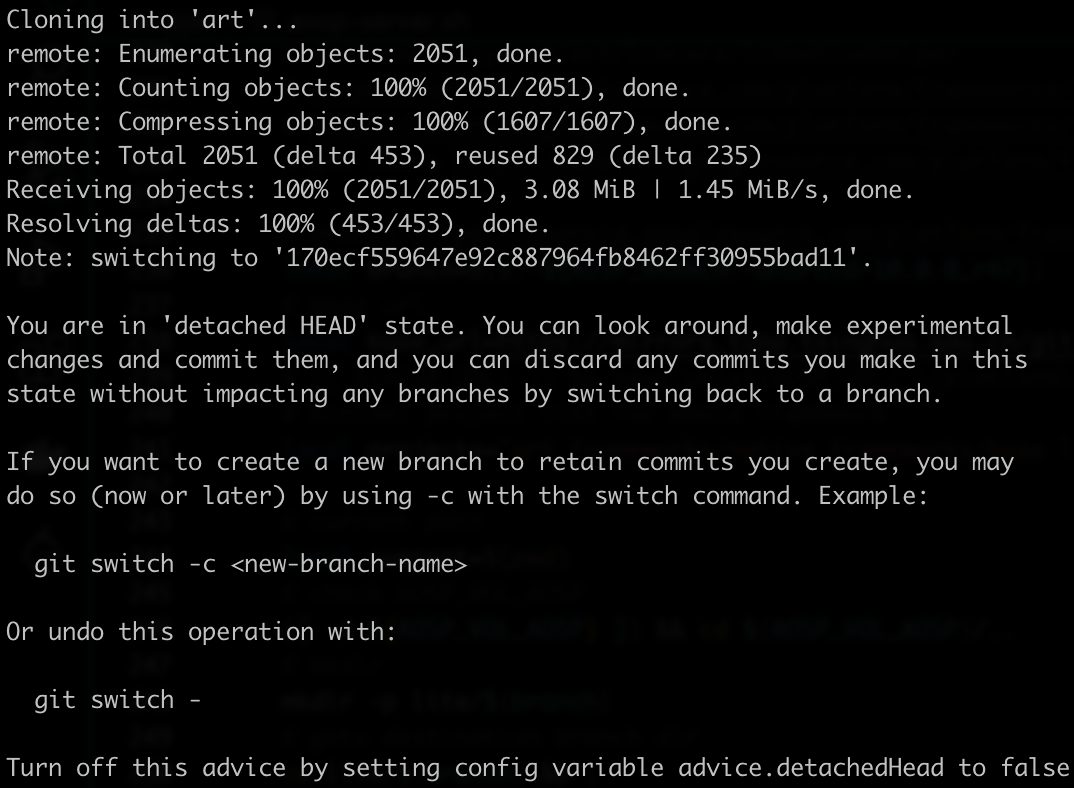 Cloning into 'art'...
remote: Enumerating objects: 2051, done.
remote: Counting objects: 100% (2051/2051), done.
remote: Compressing objects: 100% (1607/1607), done.
remote: Total 2051 (delta 453), reused 829 (delta 235)
Receiving objects: 100% (2051/2051), 3.08 MiB | 1.45 MiB/s, done.
Resolving deltas: 100% (453/453), done.
Note: switching to '170ecf559647e92c887964fb8462ff30955bad11'.

You are in 'detached HEAD' state. You can look around, make experimental
changes and commit them, and you can discard any commits you make in this
state without impacting any branches by switching back to a branch.

If you want to create a new branch to retain commits you create, you may
do so (now or later) by using -c with the switch command. Example:

  git switch -c <new-branch-name>

Or undo this operation with:

  git switch -

Turn off this advice by setting config variable advice.detachedHead to false